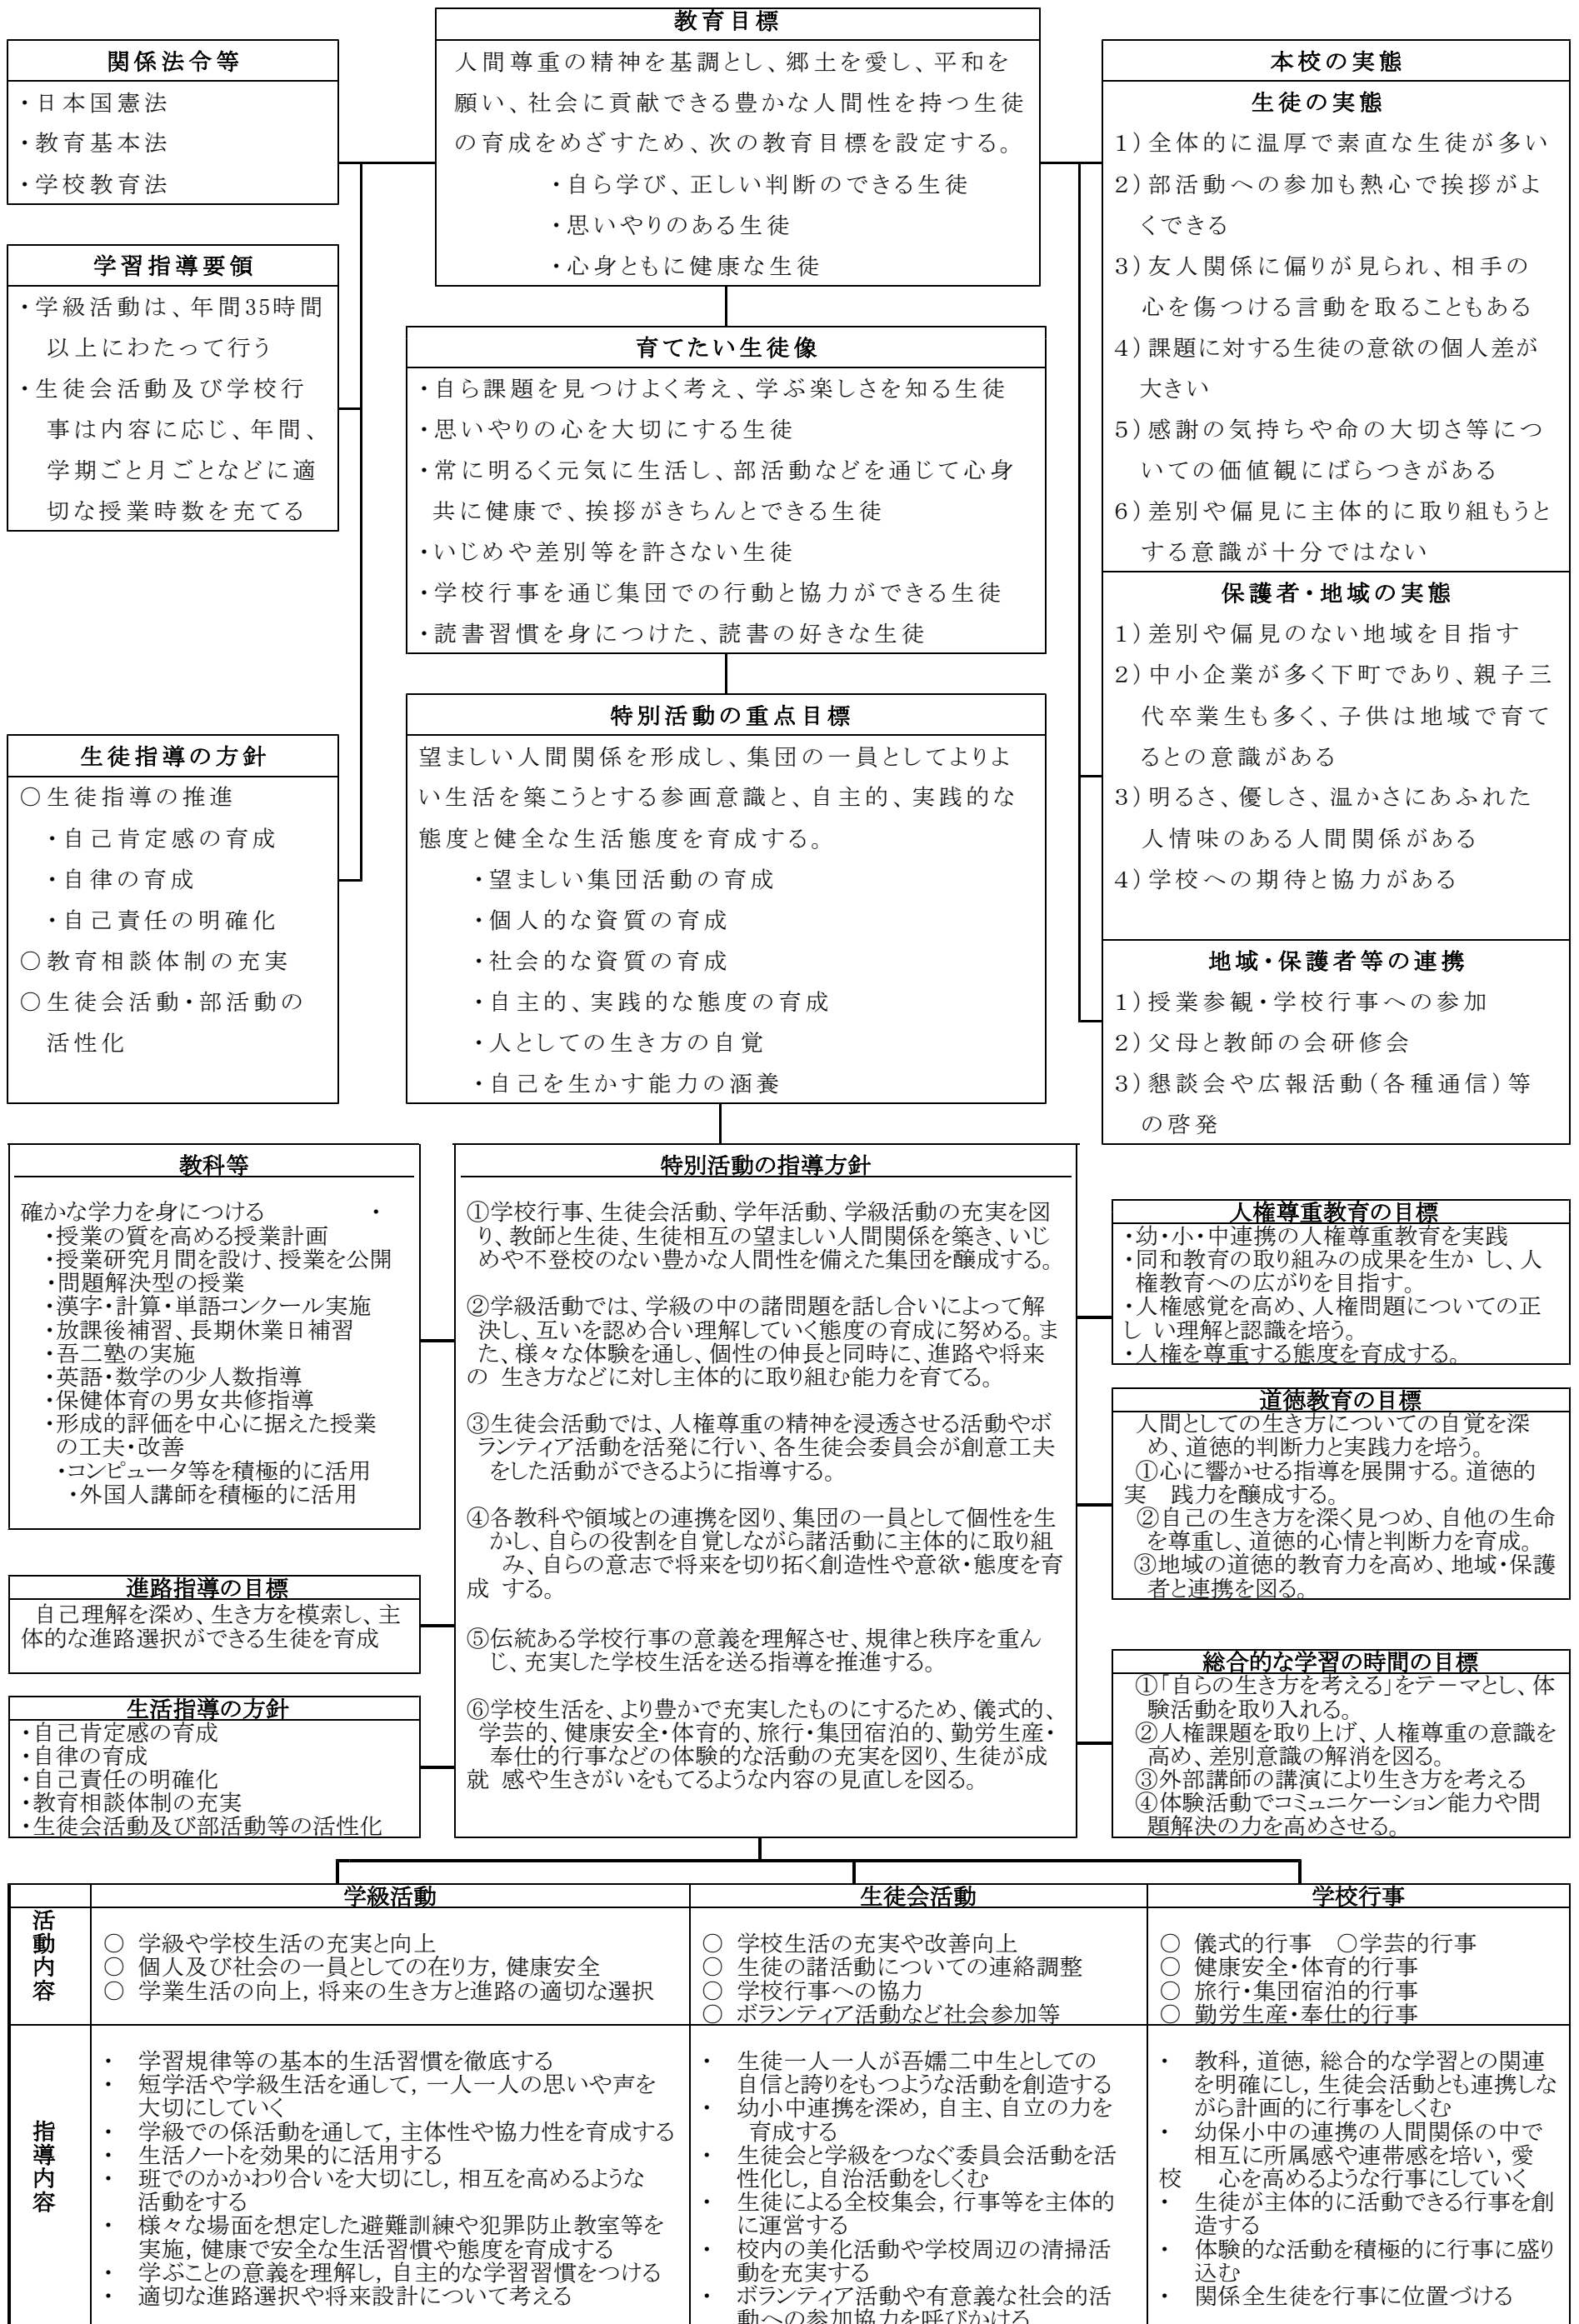 教育目標
人間尊重の精神を基調とし、郷土を愛し、平和を
願い、社会に貢献できる豊かな人間性を持つ生徒
の育成をめざすため、次の教育目標を設定する。
・自ら学び、正しい判断のできる生徒
・思いやりのある生徒
・心身ともに健康な生徒
関係法令等
・日本国憲法
・教育基本法
・学校教育法
学習指導要領
・学級活動は、年間35時間
以上にわたって行う
・生徒会活動及び学校行
事は内容に応じ、年間、
学期ごと月ごとなどに適
切な授業時数を充てる
生徒指導の方針
○生徒指導の推進
・自己肯定感の育成
・自律の育成
・自己責任の明確化
○教育相談体制の充実
○生徒会活動・部活動の
活性化
育てたい生徒像
・自ら課題を見つけよく考え、学ぶ楽しさを知る生徒
・思いやりの心を大切にする生徒
・常に明るく元気に生活し、部活動などを通じて心身
共に健康で、挨拶がきちんとできる生徒
・いじめや差別等を許さない生徒
・学校行事を通じ集団での行動と協力ができる生徒
・読書習慣を身につけた、読書の好きな生徒
特別活動の重点目標
望ましい人間関係を形成し、集団の一員としてよりよ
い生活を築こうとする参画意識と、自主的、実践的な
態度と健全な生活態度を育成する。
・望ましい集団活動の育成
・個人的な資質の育成
・社会的な資質の育成
・自主的、実践的な態度の育成
・人としての生き方の自覚
・自己を生かす能力の涵養
本校の実態
生徒の実態
1)全体的に温厚で素直な生徒が多い
2)部活動への参加も熱心で挨拶がよ
くできる
3)友人関係に偏りが見られ、相手の
心を傷つける言動を取ることもある
4)課題に対する生徒の意欲の個人差が
大きい
5)感謝の気持ちや命の大切さ等につ
いての価値観にばらつきがある
6)差別や偏見に主体的に取り組もうと
する意識が十分ではない
保護者・地域の実態
1)差別や偏見のない地域を目指す
2)中小企業が多く下町であり、親子三
代卒業生も多く、子供は地域で育て
るとの意識がある
3)明るさ、優しさ、温かさにあふれた
人情味のある人間関係がある
4)学校への期待と協力がある
地域・保護者等の連携
1)授業参観・学校行事への参加
2)父母と教師の会研修会
3)懇談会や広報活動(各種通信)等
の啓発
教科等
確かな学力を身につける ・
・授業の質を高める授業計画
・授業研究月間を設け、授業を公開
・問題解決型の授業
・漢字・計算・単語コンクール実施
・放課後補習、長期休業日補習
・吾二塾の実施
・英語・数学の少人数指導
・保健体育の男女共修指導
・形成的評価を中心に据えた授業
の工夫・改善
・コンピュータ等を積極的に活用
・外国人講師を積極的に活用
進路指導の目標
自己理解を深め、生き方を模索し、主
体的な進路選択ができる生徒を育成
生活指導の方針
・自己肯定感の育成
・自律の育成
・自己責任の明確化
・教育相談体制の充実
・生徒会活動及び部活動等の活性化
特別活動の指導方針
①学校行事、生徒会活動、学年活動、学級活動の充実を図
り、教師と生徒、生徒相互の望ましい人間関係を築き、いじ
めや不登校のない豊かな人間性を備えた集団を醸成する。
②学級活動では、学級の中の諸問題を話し合いによって解
決し、互いを認め合い理解していく態度の育成に努める。ま
た、様々な体験を通し、個性の伸長と同時に、進路や将来
の 生き方などに対し主体的に取り組む能力を育てる。
③生徒会活動では、人権尊重の精神を浸透させる活動やボ
ランティア活動を活発に行い、各生徒会委員会が創意工夫
をした活動ができるように指導する。
④各教科や領域との連携を図り、集団の一員として個性を生
かし、自らの役割を自覚しながら諸活動に主体的に取り組
み、自らの意志で将来を切り拓く創造性や意欲・態度を育
成 する。
⑤伝統ある学校行事の意義を理解させ、規律と秩序を重ん
じ、充実した学校生活を送る指導を推進する。
⑥学校生活を、より豊かで充実したものにするため、儀式的、
学芸的、健康安全・体育的、旅行・集団宿泊的、勤労生産・
奉仕的行事などの体験的な活動の充実を図り、生徒が成
就 感や生きがいをもてるような内容の見直しを図る。
人権尊重教育の目標
・幼・小・中連携の人権尊重教育を実践
・同和教育の取り組みの成果を生か し、人
権教育への広がりを目指す。
・人権感覚を高め、人権問題についての正
し い理解と認識を培う。
・人権を尊重する態度を育成する。
道徳教育の目標
人間としての生き方についての自覚を深
め、道徳的判断力と実践力を培う。
①心に響かせる指導を展開する。道徳的
実 践力を醸成する。
②自己の生き方を深く見つめ、自他の生命
を尊重し、道徳的心情と判断力を育成。
③地域の道徳的教育力を高め、地域・保護
者と連携を図る。
総合的な学習の時間の目標
①「自らの生き方を考える」をテーマとし、体
験活動を取り入れる。
②人権課題を取り上げ、人権尊重の意識を
高め、差別意識の解消を図る。
③外部講師の講演により生き方を考える
④体験活動でコミュニケーション能力や問
題解決の力を高めさせる。
学級活動 生徒会活動 学校行事
活動内容
○ 学級や学校生活の充実と向上
○ 個人及び社会の一員としての在り方,健康安全
○ 学業生活の向上,将来の生き方と進路の適切な選択
○ 学校生活の充実や改善向上
○ 生徒の諸活動についての連絡調整
○ 学校行事への協力
○ ボランティア活動など社会参加等
○ 儀式的行事 ○学芸的行事
○ 健康安全・体育的行事
○ 旅行・集団宿泊的行事
○ 勤労生産・奉仕的行事
指導内容
・ 学習規律等の基本的生活習慣を徹底する
・ 短学活や学級生活を通して,一人一人の思いや声を
大切にしていく
・ 学級での係活動を通して,主体性や協力性を育成する
・ 生活ノートを効果的に活用する
・ 班でのかかわり合いを大切にし,相互を高めるような
活動をする
・ 様々な場面を想定した避難訓練や犯罪防止教室等を
実施,健康で安全な生活習慣や態度を育成する
・ 学ぶことの意義を理解し,自主的な学習習慣をつける
・ 適切な進路選択や将来設計について考える
・ 生徒一人一人が吾嬬二中生としての
自信と誇りをもつような活動を創造する
・ 幼小中連携を深め,自主、自立の力を
育成する
・ 生徒会と学級をつなぐ委員会活動を活
性化し,自治活動をしくむ
・ 生徒による全校集会,行事等を主体的
に運営する
・ 校内の美化活動や学校周辺の清掃活
動を充実する
・ ボランティア活動や有意義な社会的活
動への参加協力を呼びかける
・ 教科,道徳,総合的な学習との関連
を明確にし,生徒会活動とも連携しな
がら計画的に行事をしくむ
・ 幼保小中の連携の人間関係の中で
相互に所属感や連帯感を培い,愛
校 心を高めるような行事にしていく
・ 生徒が主体的に活動できる行事を創
造する
・ 体験的な活動を積極的に行事に盛り
込む
・ 関係全生徒を行事に位置づける